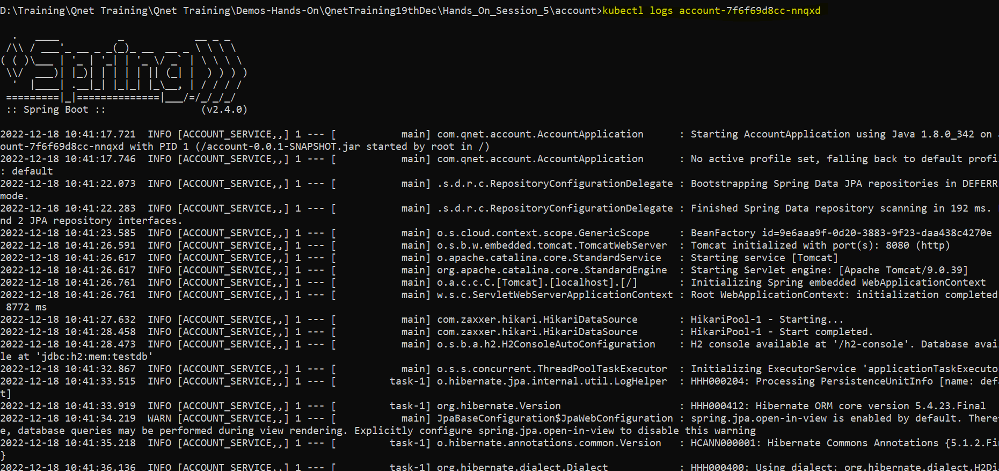 D:\Training\Qnet Training\Qnet Training\Demos-Hands-On\QnetTraining19thDec\Hands_On_Session_5\account>kubectl logs account-7f6f69d8cc-nnqxd
  .   ____          _            __ _ _
 /\\ / ___'_ __ _ _(_)_ __  __ _ \ \ \ \
( ( )\___ | '_ | '_| | '_ \/ _` | \ \ \ \
 \\/  ___)| |_)| | | | | || (_| |  ) ) ) )
  '  |____| .__|_| |_|_| |_\__, | / / / /
 =========|_|==============|___/=/_/_/_/
 :: Spring Boot ::                (v2.4.0)
2022-12-18 10:41:17.721  INFO [ACCOUNT_SERVICE,,] 1 --- [           main] com.qnet.account.AccountApplication      : Starting AccountApplication using Java 1.8.0_342 on
ount-7f6f69d8cc-nnqxd with PID 1 (/account-0.0.1-SNAPSHOT.jar started by root in /)
2022-12-18 10:41:17.746  INFO [ACCOUNT_SERVICE,,] 1 --- [           main] com.qnet.account.AccountApplication      : No active profile set, falling back to default profi
: default
2022-12-18 10:41:22.073  INFO [ACCOUNT_SERVICE,,] 1 --- [           main] .s.d.r.c.RepositoryConfigurationDelegate : Bootstrapping Spring Data JPA repositories in DEFERR
mode.
2022-12-18 10:41:22.283  INFO [ACCOUNT_SERVICE,,] 1 --- [           main] .s.d.r.c.RepositoryConfigurationDelegate : Finished Spring Data repository scanning in 192 ms.
nd 2 JPA repository interfaces.
2022-12-18 10:41:23.585  INFO [ACCOUNT_SERVICE,,] 1 --- [           main] o.s.cloud.context.scope.GenericScope     : BeanFactory id=9e6aaa9f-0d20-3883-9f23-daa438c4270e
2022-12-18 10:41:26.591  INFO [ACCOUNT_SERVICE,,] 1 --- [           main] o.s.b.w.embedded.tomcat.TomcatWebServer  : Tomcat initialized with port(s): 8080 (http)
2022-12-18 10:41:26.617  INFO [ACCOUNT_SERVICE,,] 1 --- [           main] o.apache.catalina.core.StandardService   : Starting service [Tomcat]
2022-12-18 10:41:26.617  INFO [ACCOUNT_SERVICE,,] 1 --- [           main] org.apache.catalina.core.StandardEngine  : Starting Servlet engine: [Apache Tomcat/9.0.39]
2022-12-18 10:41:26.761  INFO [ACCOUNT_SERVICE,,] 1 --- [           main] o.a.c.c.C.[Tomcat].[localhost].[/]       : Initializing Spring embedded WebApplicationContext
2022-12-18 10:41:26.761  INFO [ACCOUNT_SERVICE,,] 1 --- [           main] w.s.c.ServletWebServerApplicationContext : Root WebApplicationContext: initialization completed
 8772 ms
2022-12-18 10:41:27.632  INFO [ACCOUNT_SERVICE,,] 1 --- [           main] com.zaxxer.hikari.HikariDataSource       : HikariPool-1 - Starting...
2022-12-18 10:41:28.458  INFO [ACCOUNT_SERVICE,,] 1 --- [           main] com.zaxxer.hikari.HikariDataSource       : HikariPool-1 - Start completed.
2022-12-18 10:41:28.473  INFO [ACCOUNT_SERVICE,,] 1 --- [           main] o.s.b.a.h2.H2ConsoleAutoConfiguration    : H2 console available at '/h2-console'. Database avai
le at 'jdbc:h2:mem:testdb'
2022-12-18 10:41:32.867  INFO [ACCOUNT_SERVICE,,] 1 --- [           main] o.s.s.concurrent.ThreadPoolTaskExecutor  : Initializing ExecutorService 'applicationTaskExecuto
2022-12-18 10:41:33.515  INFO [ACCOUNT_SERVICE,,] 1 --- [         task-1] o.hibernate.jpa.internal.util.LogHelper  : HHH000204: Processing PersistenceUnitInfo [name: def
t]
2022-12-18 10:41:33.919  INFO [ACCOUNT_SERVICE,,] 1 --- [         task-1] org.hibernate.Version                    : HHH000412: Hibernate ORM core version 5.4.23.Final
2022-12-18 10:41:34.219  WARN [ACCOUNT_SERVICE,,] 1 --- [           main] JpaBaseConfiguration$JpaWebConfiguration : spring.jpa.open-in-view is enabled by default. There
e, database queries may be performed during view rendering. Explicitly configure spring.jpa.open-in-view to disable this warning
2022-12-18 10:41:35.218  INFO [ACCOUNT_SERVICE,,] 1 --- [         task-1] o.hibernate.annotations.common.Version   : HCANN000001: Hibernate Commons Annotations {5.1.2.Fi
}
2022-12-18 10:41:36.136  INFO [ACCOUNT_SERVICE,,] 1 --- [         task-1] org.hibernate.dialect.Dialect            : HHH000400: Using dialect: org.hibernate.dialect.H2Di